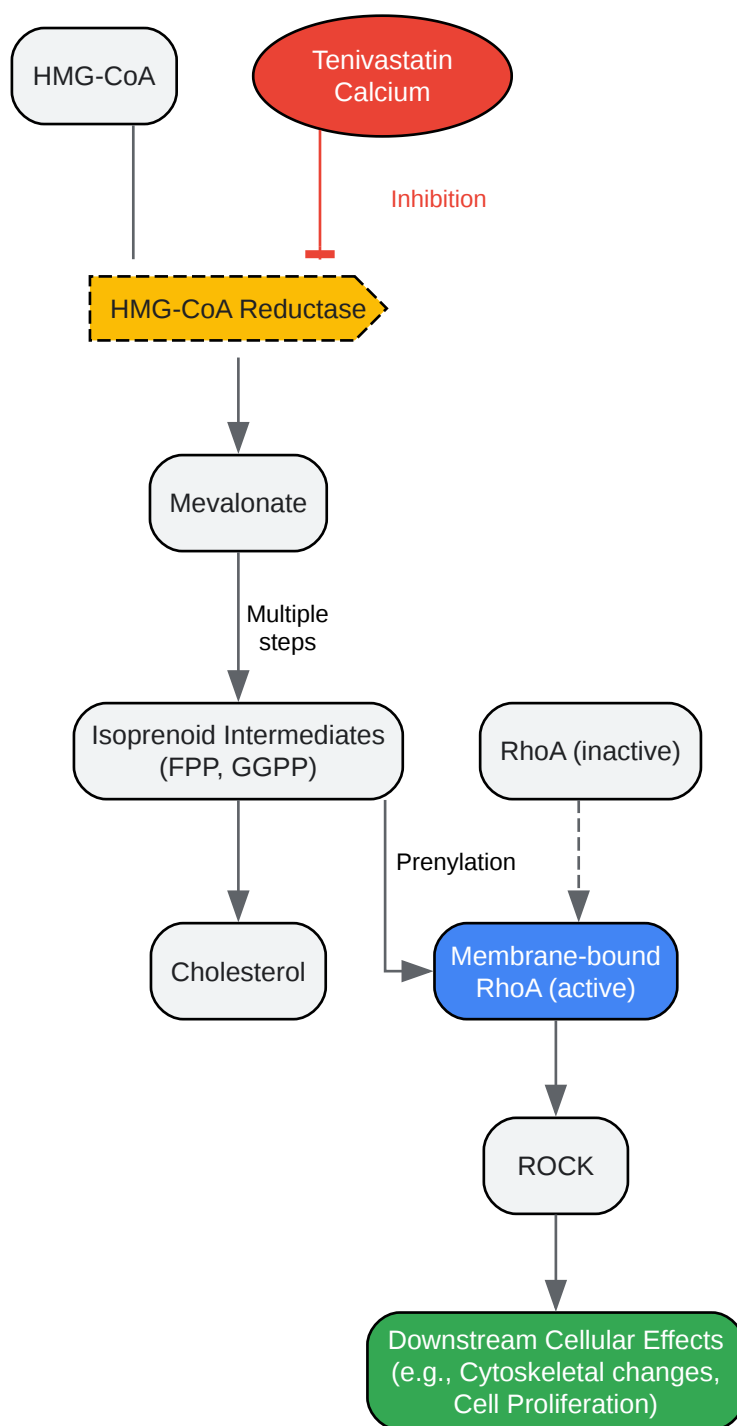 HMG-CoA
Tenivastatin
Calcium
Inhibition
HMG-CoA Reductase
Mevalonate
Multiple
steps
Isoprenoid Intermediates
(FPP, GGPP)
RhoA (inactive)
Prenylation
Cholesterol
Membrane-bound
RhoA (active)
ROCK
Downstream Cellular Effects
(e.g., Cytoskeletal changes,
Cell Proliferation)